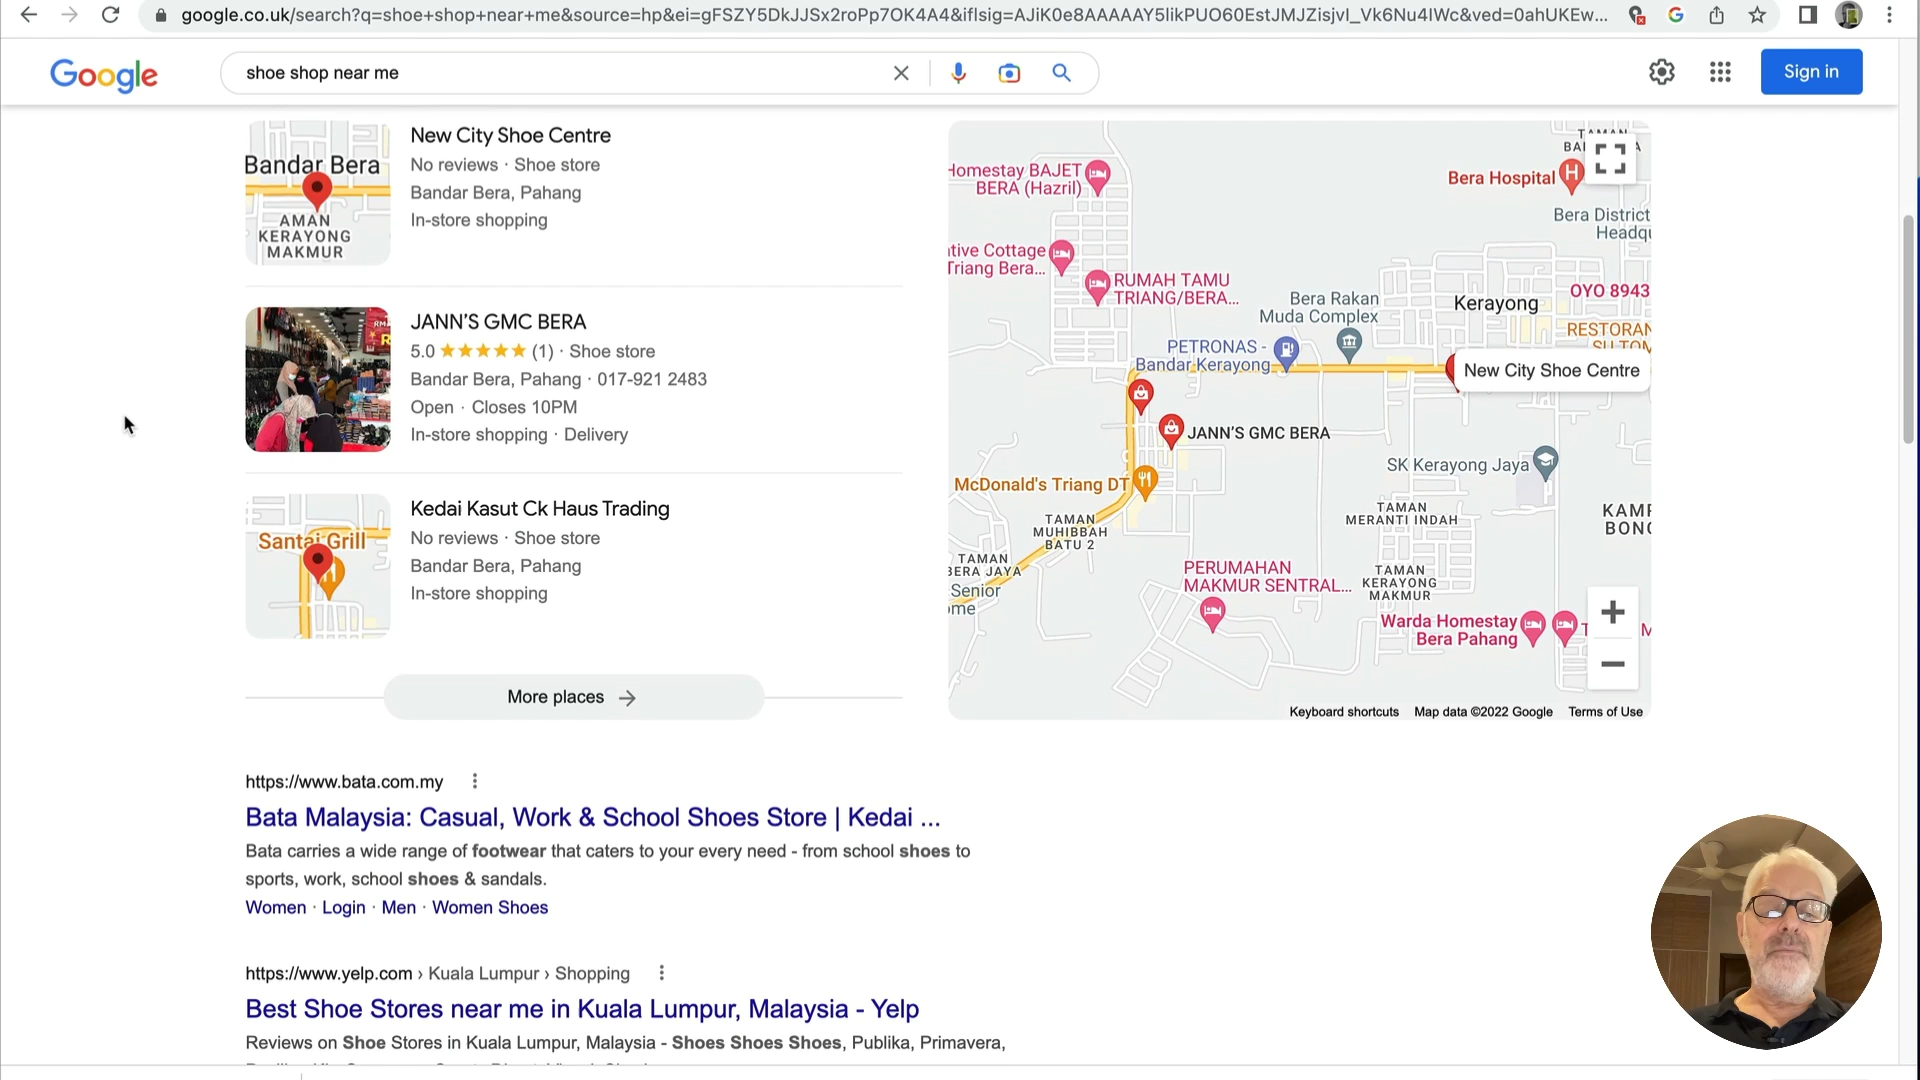 google.co.uk/search?q=shoe+shop+near+me&source=hp&ei=gFSZY5DkJJSx2roPp7OK4A4&iflsig=AJiK0e8AAAAAY5likPUO60EstJMJZisjvI_Vk6Nu4IWc&ved=0ahUKEw...
Google
shoe shop near me
Sign in
Bandar Bera
AMAN
KERAYONG
MAKMUR
New City Shoe Centre
No reviews · Shoe store
Bandar Bera, Pahang
In-store shopping
JANN'S GMC BERA
5.0 (1) · Shoe store
Bandar Bera, Pahang · 017-921 2483
Open · Closes 10PM
In-store shopping · Delivery
Santai Grill
Kedai Kasut Ck Haus Trading
No reviews · Shoe store
Bandar Bera, Pahang
In-store shopping
More places
Homestay BAJET
BERA (Hazril)
Bera Hospital
H
Bera District
Headqu
tive Cottage
Triang Bera...
RUMAH TAMU
TRIANG/BERA...
Bera Rakan
Muda Complex
Kerayong
OYO 8943
RESTORAN
PETRONAS -
Bandar Kerayong
New City Shoe Centre
JANN'S GMC BERA
SK Kerayong Jaya
McDonald's Triang DT
TAMAN
MUHIBBAH
BATU 2
TAMAN
MERANTI INDAH
KAMP
BONG
TAMAN
BERA JAYA
Senior
ome
PERUMAHAN
MAKMUR SENTRAL...
TAMAN
KERAYONG
MAKMUR
Warda Homestay
Bera Pahang
Keyboard shortcuts Map data ©2022 Google Terms of Use
https://www.bata.com.my
Bata Malaysia: Casual, Work & School Shoes Store | Kedai ...
Bata carries a wide range of footwear that caters to your every need - from school shoes to
sports, work, school shoes & sandals.
Women · Login · Men · Women Shoes
https://www.yelp.com › Kuala Lumpur › Shopping
Best Shoe Stores near me in Kuala Lumpur, Malaysia - Yelp
Reviews on Shoe Stores in Kuala Lumpur, Malaysia - Shoes Shoes Shoes, Publika, Primavera,